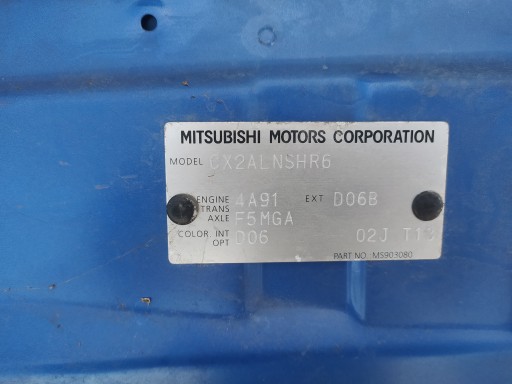 MITSUBISHI MOTORS CORPORATION
MODEL CX2ALNSHR6
ENGINE 4A91 EXT D06B
TRANS
AXLE F5MGA
COLOR INT D06 02J
OPT
PART NO. MS903080